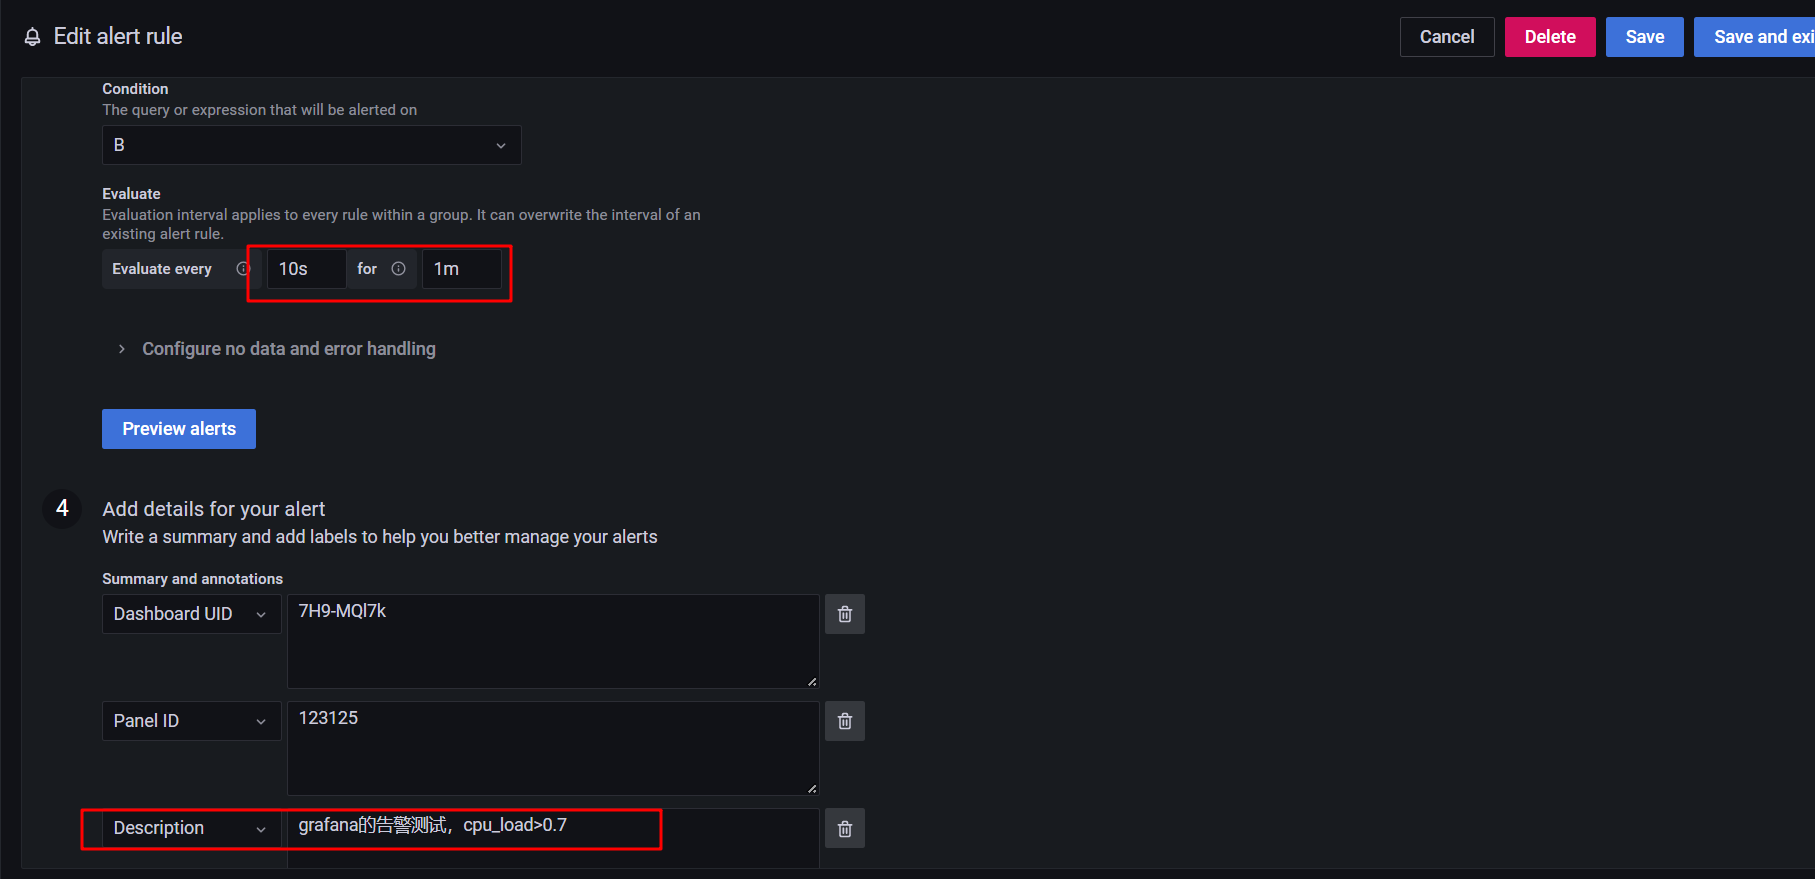 Edit alert rule
Cancel
Delete
Save
Save and exi
Condition
The query or expression that will be alerted on
B
Evaluate
Evaluation interval applies to every rule within a group. It can overwrite the interval of an
existing alert rule.
Evaluate every 10s for 1m
Configure no data and error handling
Preview alerts
4 Add details for your alert
Write a summary and add labels to help you better manage your alerts
Summary and annotations
Dashboard UID 7H9-MQl7k
Panel ID 123125
Description grafana的告警测试，cpu_load>0.7